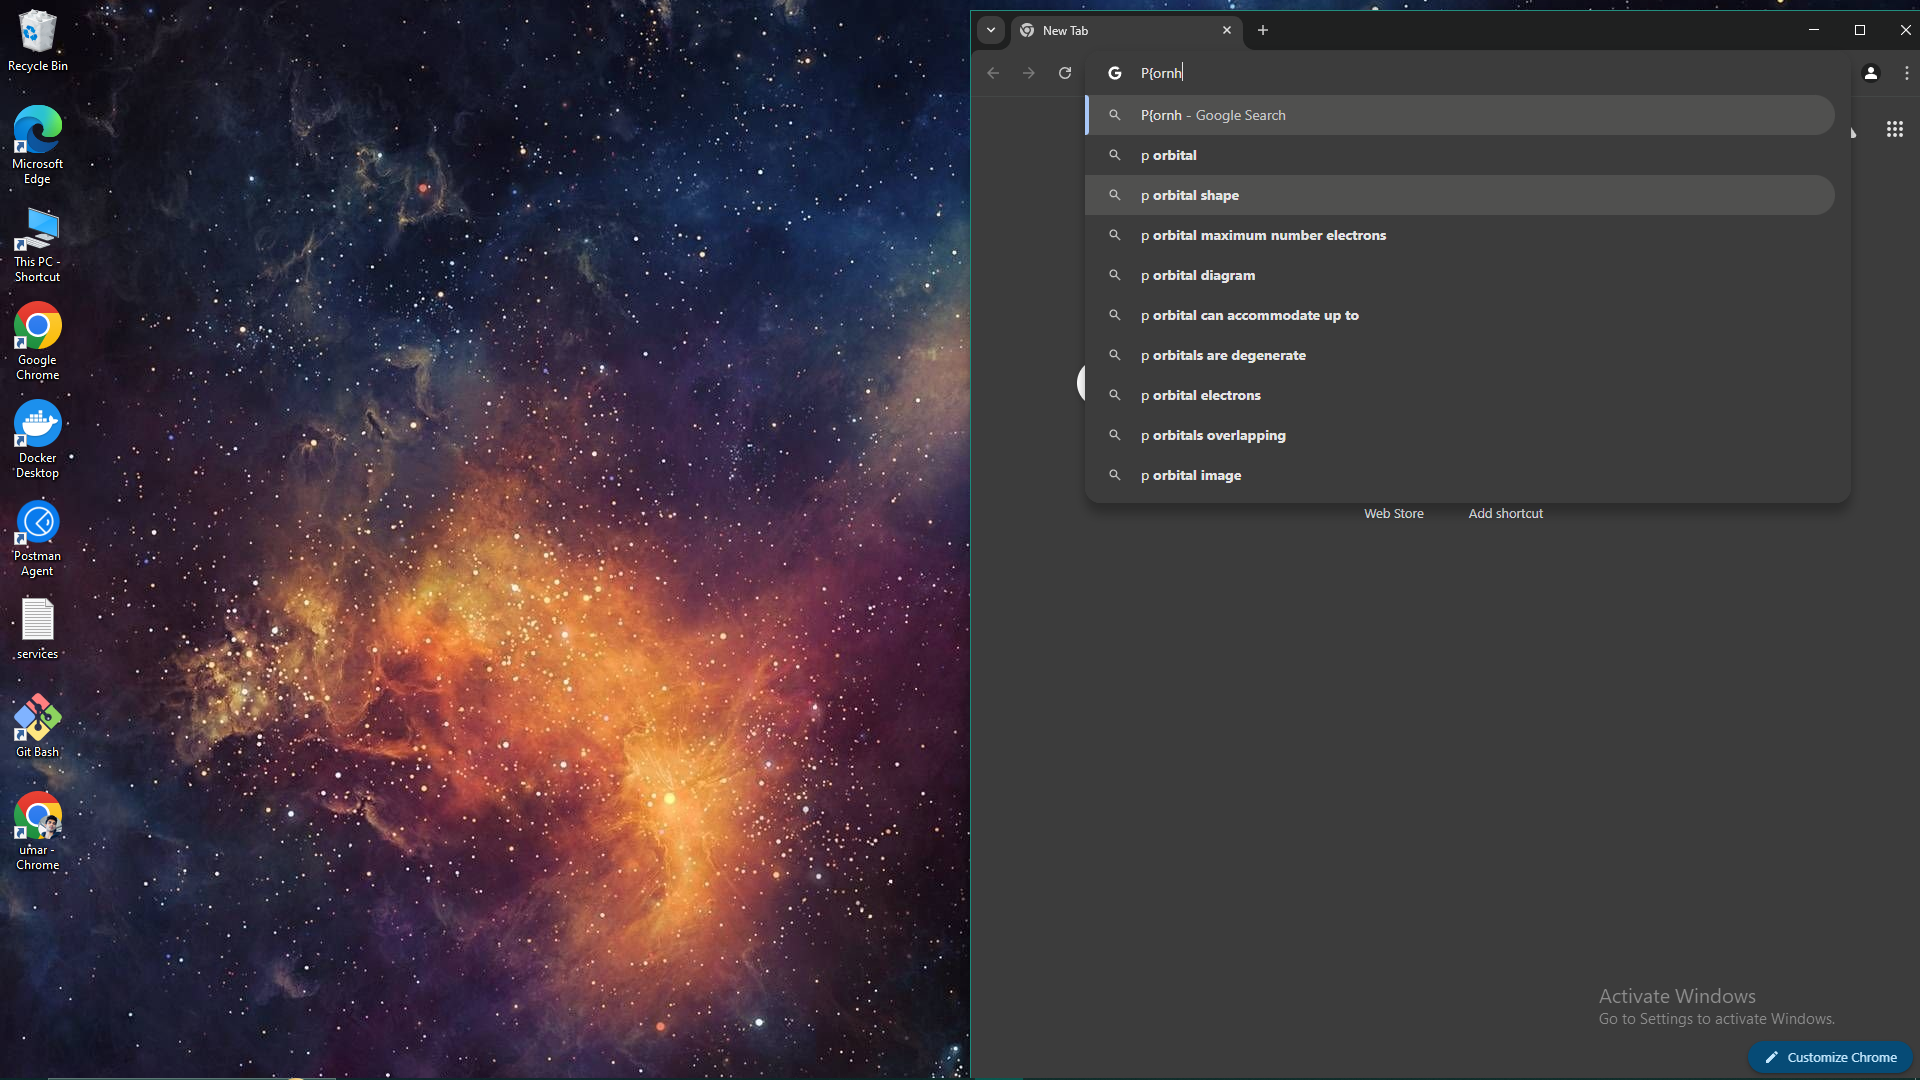 Recycle Bin
Microsoft
Edge
This PC -
Shortcut
Google
Chrome
Docker
Desktop
Postman
Agent
services
Git Bash
umar -
Chrome
New Tab
P{ornh
P{ornh - Google Search
p orbital
p orbital shape
p orbital maximum number electrons
p orbital diagram
p orbital can accommodate up to
p orbitals are degenerate
p orbital electrons
p orbitals overlapping
p orbital image
Web Store
Add shortcut
Activate Windows
Go to Settings to activate Windows.
Customize Chrome